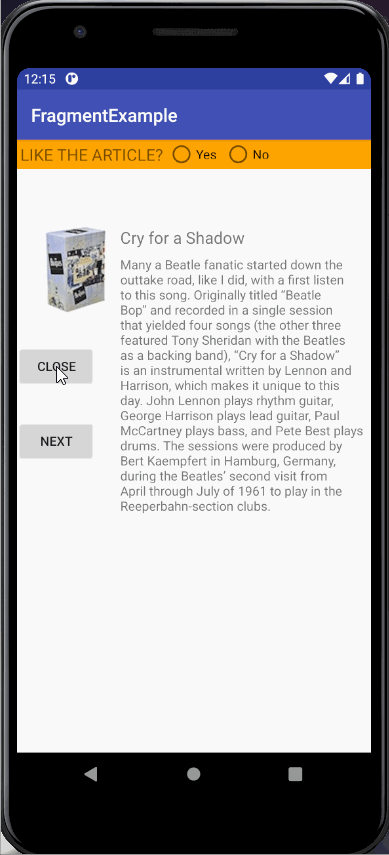 12:15
FragmentExample
LIKE THE ARTICLE? Yes No
Cry for a Shadow
Many a Beatle fanatic started down the
outtake road, like I did, with a first listen
to this song. Originally titled “Beatle
Bop” and recorded in a single session
that yielded four songs (the other three
featured Tony Sheridan with the Beatles
as a backing band), “Cry for a Shadow”
is an instrumental written by Lennon and
Harrison, which makes it unique to this
day. John Lennon plays rhythm guitar,
George Harrison plays lead guitar, Paul
McCartney plays bass, and Pete Best plays
drums. The sessions were produced by
Bert Kaempfert in Hamburg, Germany,
during the Beatles’ second visit from
April through July of 1961 to play in the
Reeperbahn-section clubs.
CLOSE
NEXT